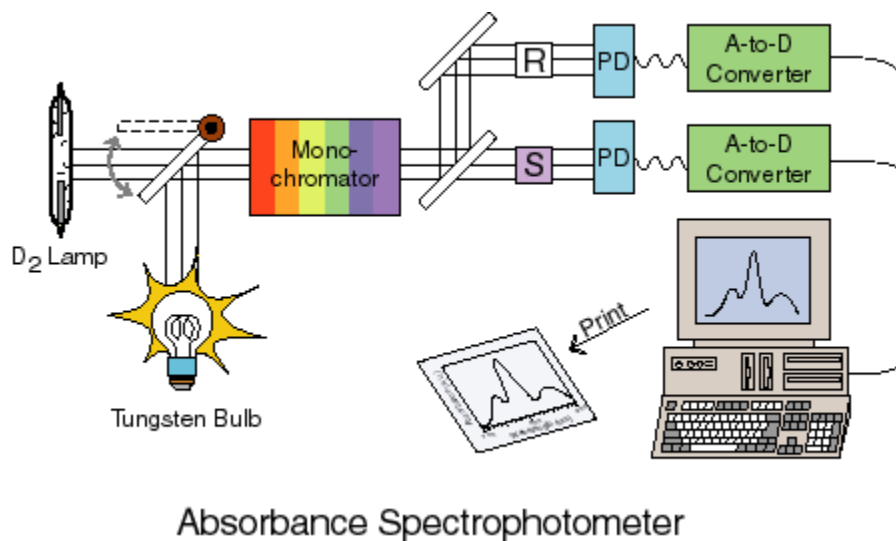 R
PD
A-to-D
Converter
Mono-
chromator
S
PD
A-to-D
Converter
D2 Lamp
Print
Tungsten Bulb
Absorbance Spectrophotometer